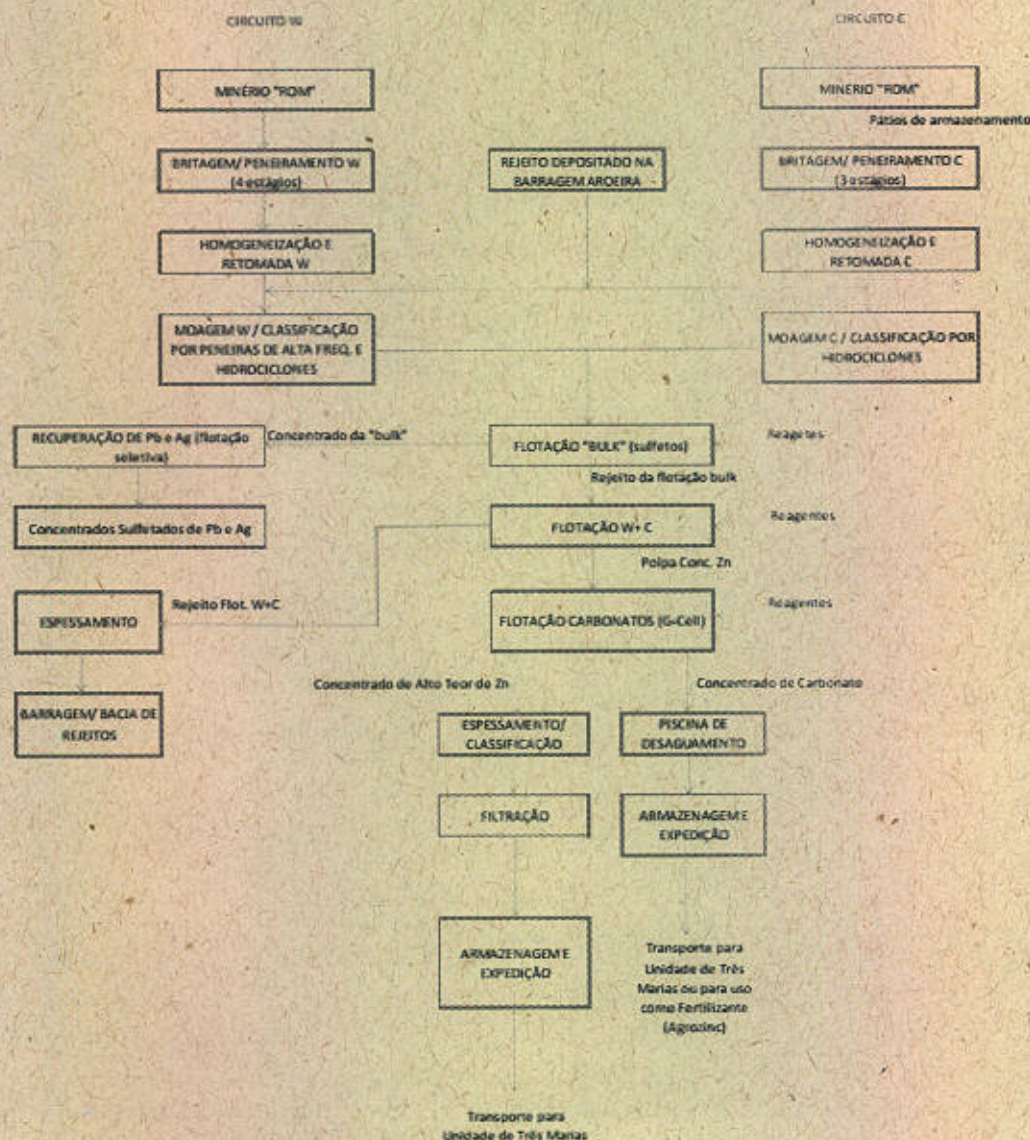 CIRCUITO W
CIRCUITO C
MINÉRIO "ROM"
MINÉRIO "ROM"
Pátios de armazenamento
BRITAGEM/ PENEIRAMENTO W
(4 estágios)
REJEITO DEPOSITADO NA
BARRAGEM AROEIRA
BRITAGEM/ PENEIRAMENTO C
(3 estágios)
HOMOGENEIZAÇÃO E
RETOMADA W
HOMOGENEIZAÇÃO E
RETOMADA C
MOAGEM W / CLASSIFICAÇÃO
POR PENEIRAS DE ALTA FREQ. E
HIDROCICLONES
MOAGEM C / CLASSIFICAÇÃO POR
HIDROCICLONES
RECUPERAÇÃO DE Pb e Ag (flotação
seletiva)
Concentrado da "bulk"
FLOTAÇÃO "BULK" (sulfetos)
Reagetes
Rejeito da flotação bulk
Concentrados Sulfetados de Pb e Ag
FLOTAÇÃO W+ C
Reagentes
Polpa Conc. Zn
ESPESSAMENTO
Rejeito Flot. W+C
FLOTAÇÃO CARBONATOS (G-Cell)
Reagentes
Concentrado de Alto Teor de Zn
Concentrado de Carbonato
BARRAGEM/ BACIA DE
REJEITOS
ESPESSAMENTO/
CLASSIFICAÇÃO
PISCINA DE
DESAGUAMENTO
FILTRAÇÃO
ARMAZENAGEM E
EXPEDIÇÃO
ARMAZENAGEM E
EXPEDIÇÃO
Transporte para
Unidade de Três
Marias ou para uso
como Fertilizante
(Agrozinc)
Transporte para
Unidade de Três Marias